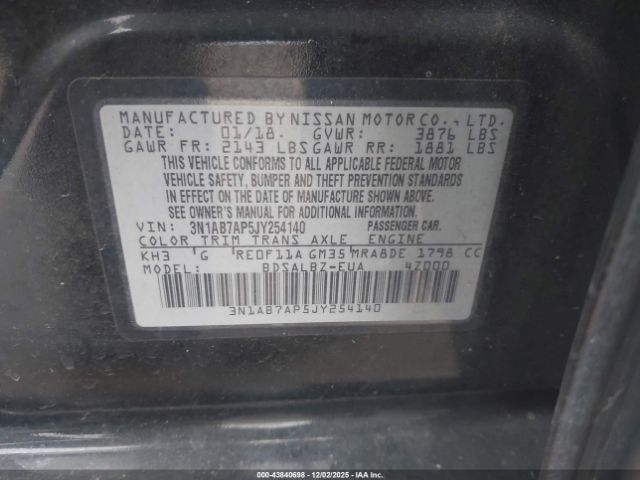 MANUFACTURED BY NISSAN MOTOR CO., LTD.
DATE: 01/18. GVWR: 3876 LBS
GAWR FR: 2143 LBS GAWR RR: 1881 LBS
THIS VEHICLE CONFORMS TO ALL APPLICABLE FEDERAL MOTOR
VEHICLE SAFETY, BUMPER AND THEFT PREVENTION STANDARDS
IN EFFECT ON THE DATE OF MANUFACTURE SHOWN ABOVE.
SEE OWNER'S MANUAL FOR ADDITIONAL INFORMATION.
VIN: 3N1AB7AP5JY254140 PASSENGER CAR.
COLOR TRIM TRANS AXLE ENGINE
KH3 G RE0F11A GM35 MRA8DE 1798 CC
MODEL: BDSALBZ-EUA 4Z000
3N1AB7AP5JY254140
00-43840698 12/02/2025 IAA